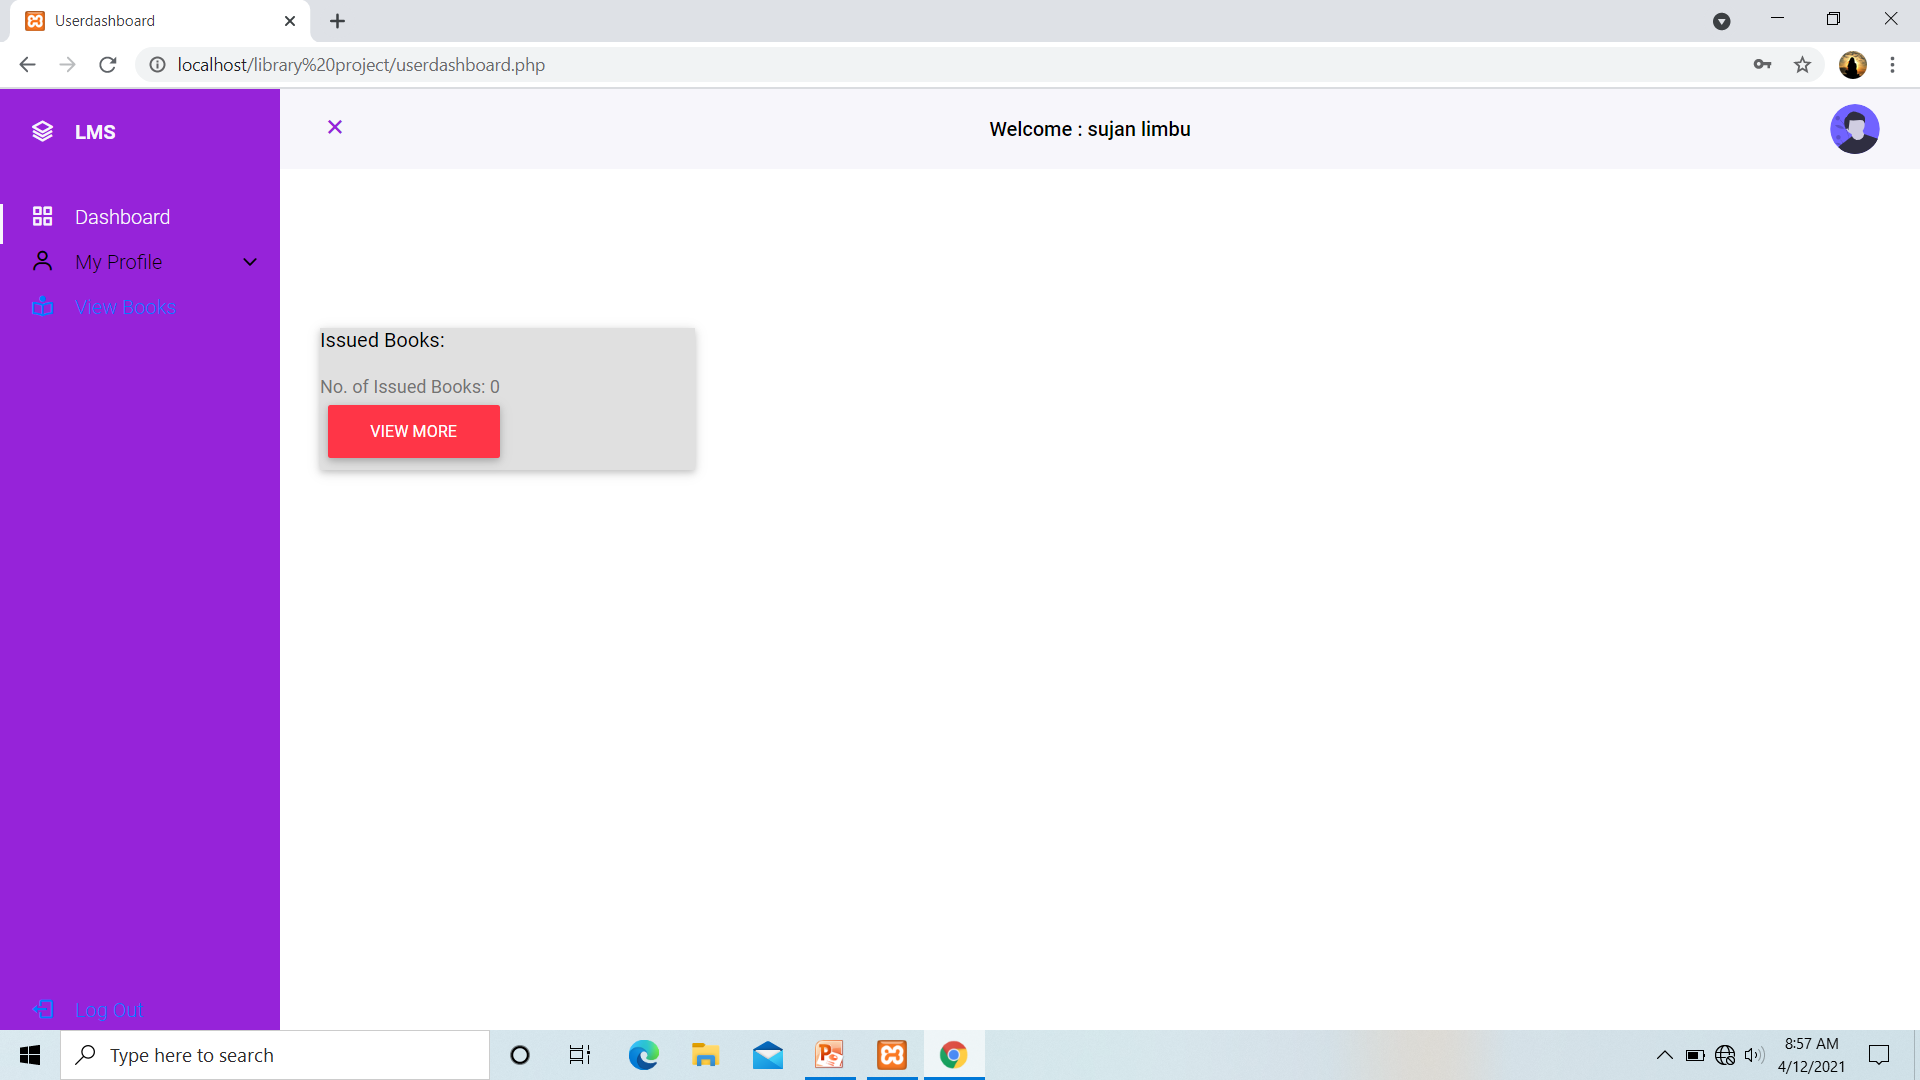 Userdashboard
localhost/library%20project/userdashboard.php
LMS
Welcome : sujan limbu
Dashboard
My Profile
View Books
Issued Books:
No. of Issued Books: 0
VIEW MORE
Log Out
Type here to search
8:57 AM
4/12/2021